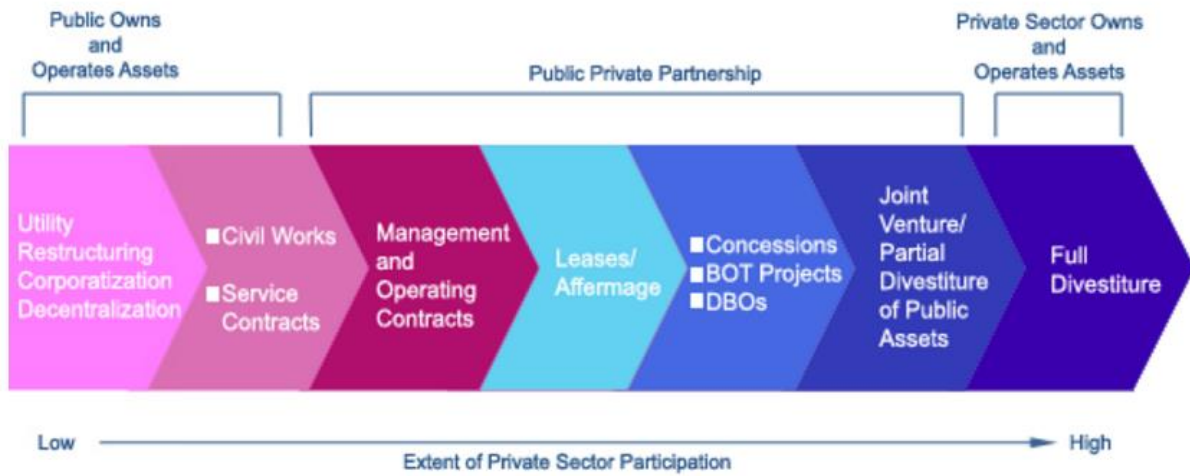 Public Owns
and
Operates Assets
Public Private Partnership
Private Sector Owns
and
Operates Assets
Utility
Restructuring
Corporatization
Decentralization
Civil Works
Service
Contracts
Management
and
Operating
Contracts
Leases/
Affermage
Concessions
BOT Projects
DBOs
Joint
Venture/
Partial
Divestiture
of Public
Assets
Full
Divestiture
Low
High
Extent of Private Sector Participation